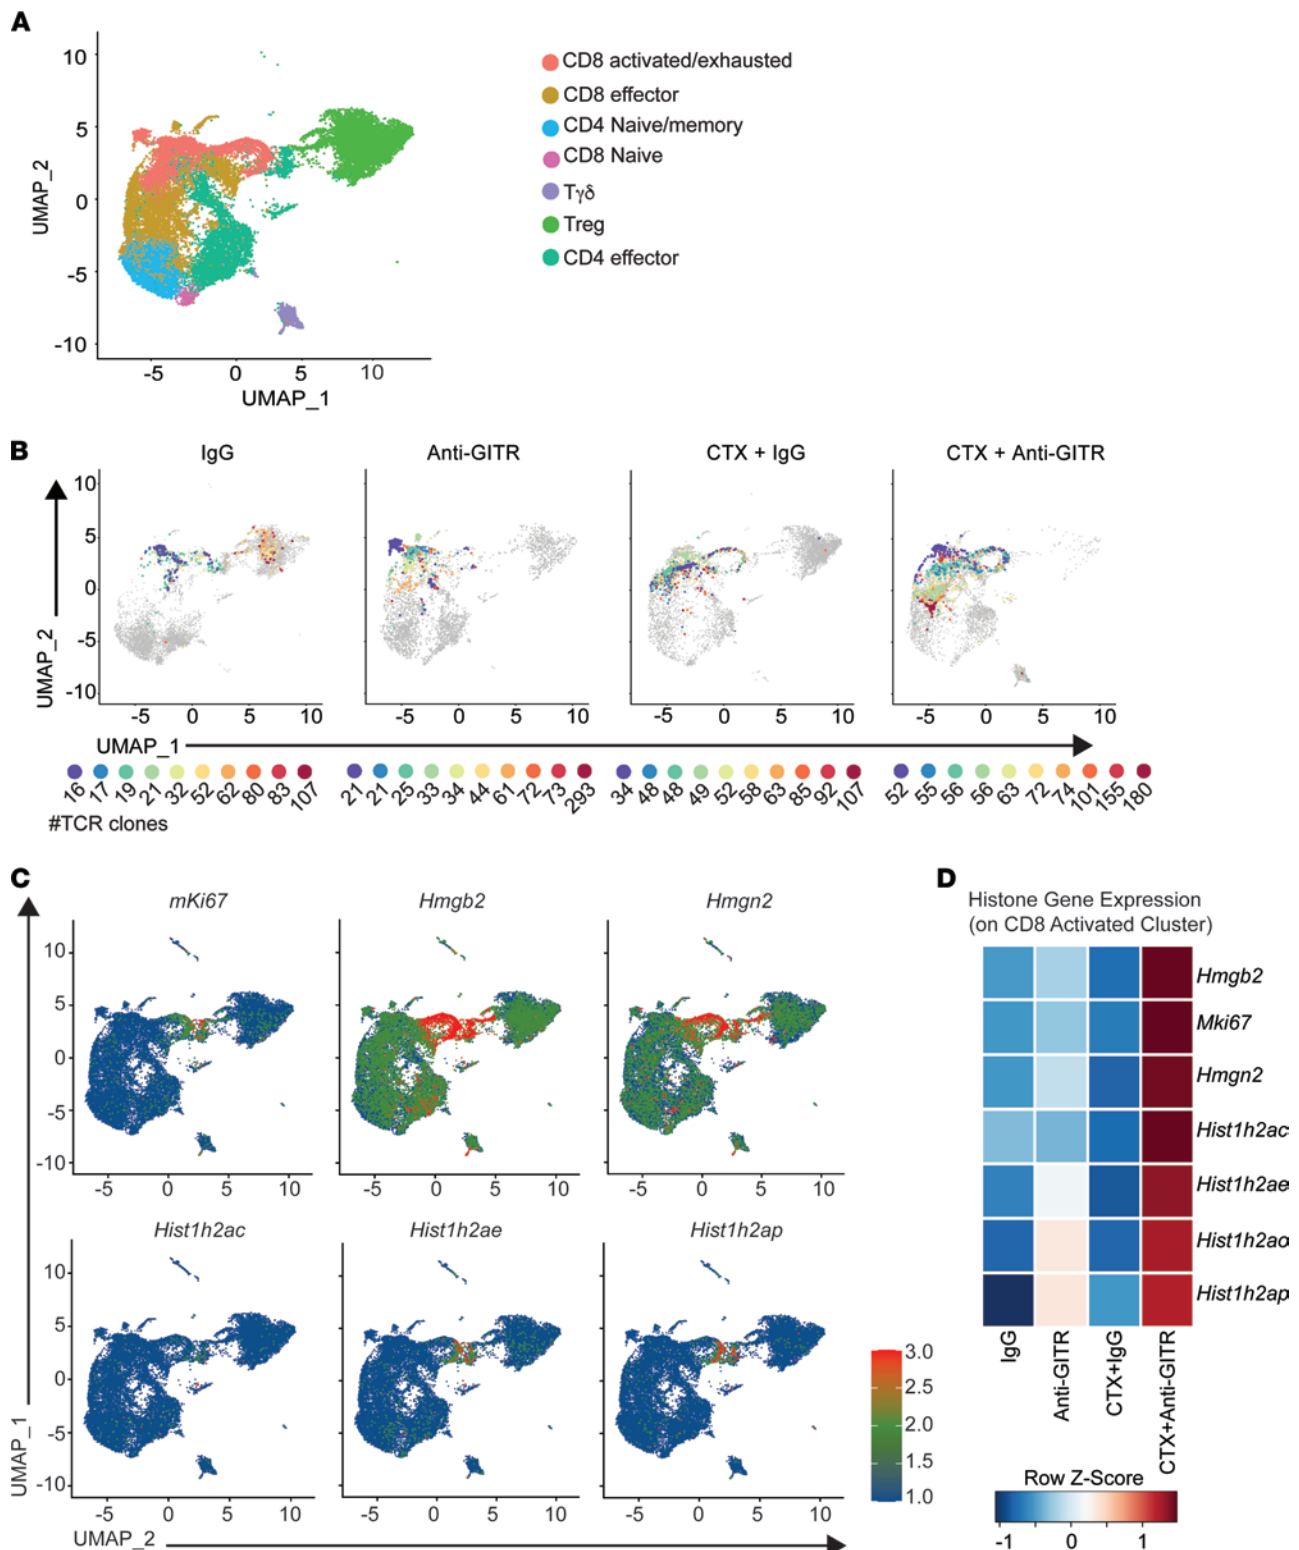 A
10
5
0
-5
-10
UMAP_2
-5 0 5 10
UMAP_1
CD8 activated/exhausted
CD8 effector
CD4 Naive/memory
CD8 Naive
Tγδ
Treg
CD4 effector
B
IgG Anti-GITR CTX + IgG CTX + Anti-GITR
10
5
0
-5
-10
UMAP_2
-5 0 5 10 -5 0 5 10 -5 0 5 10 -5 0 5 10
UMAP_1
16 17 19 21 32 52 62 80 83 107 21 21 25 33 34 44 61 72 73 293 34 48 48 49 52 58 63 85 92 107 52 55 56 56 63 72 74 101 155 180
#TCR clones
C
mKi67 Hmgb2 Hmgn2
10
5
0
-5
-10
-5 0 5 10 -5 0 5 10 -5 0 5 10
Hist1h2ac Hist1h2ae Hist1h2ap
10
5
0
-5
-10
-5 0 5 10 -5 0 5 10 -5 0 5 10
UMAP_1
UMAP_2
3.0
2.5
2.0
1.5
1.0
D
Histone Gene Expression
(on CD8 Activated Cluster)
Hmgb2
Mki67
Hmgn2
Hist1h2ac
Hist1h2ae
Hist1h2ao
Hist1h2ap
IgG Anti-GITR CTX+IgG CTX+Anti-GITR
Row Z-Score
-1 0 1